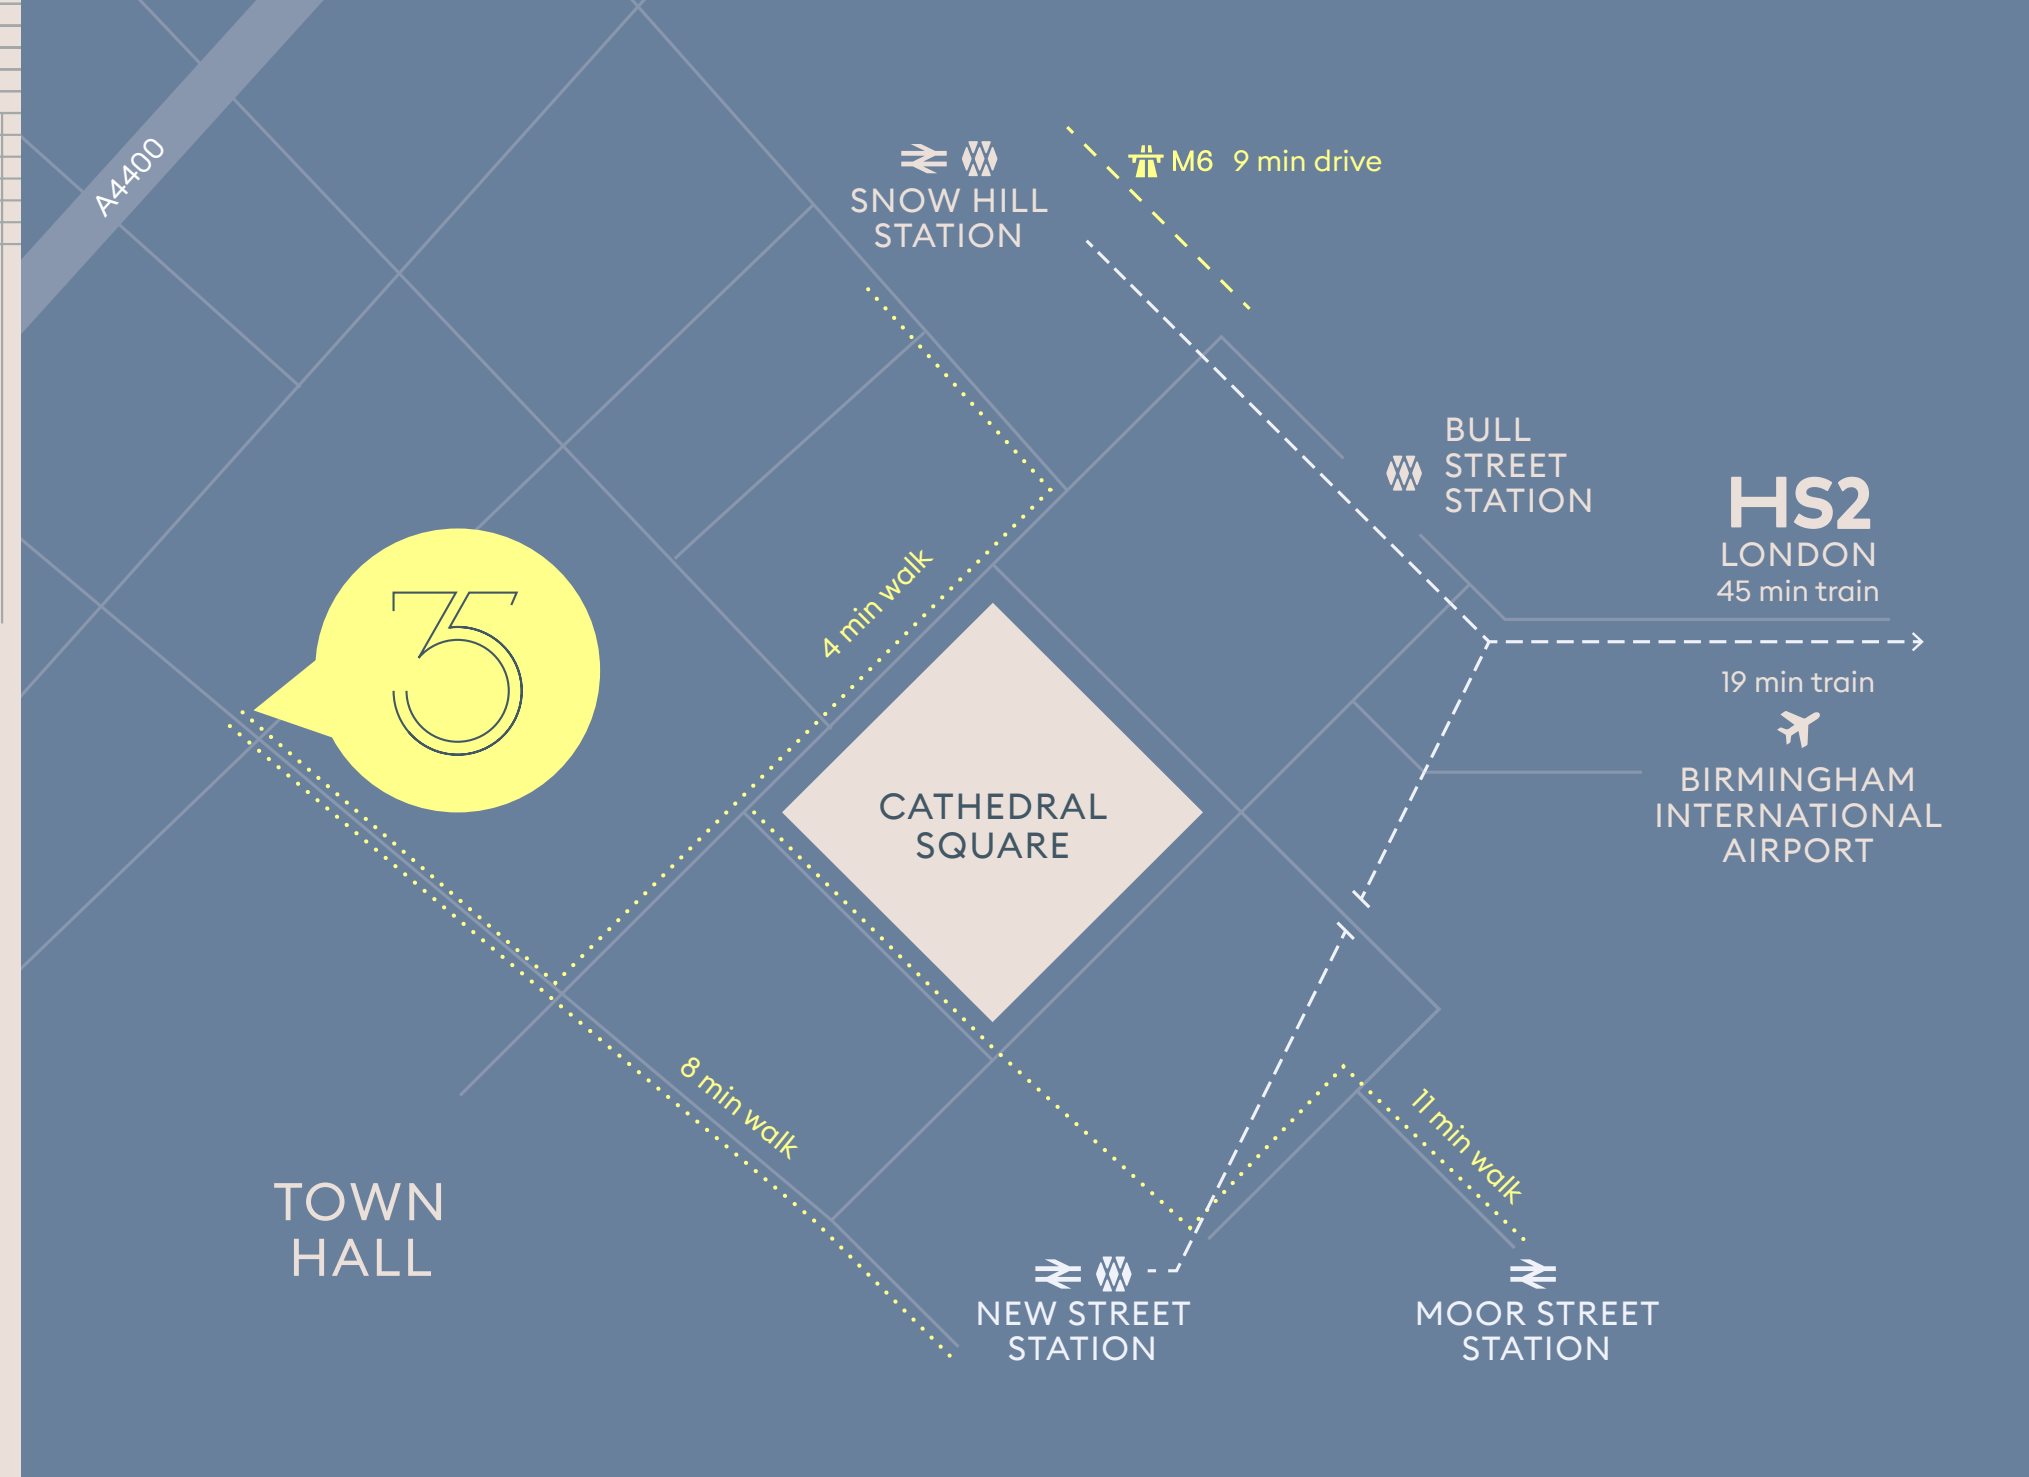 A4400
SNOW HILL
STATION
M6 9 min drive
BULL
STREET
STATION
HS2
LONDON
45 min train
19 min train
BIRMINGHAM
INTERNATIONAL
AIRPORT
35
4 min walk
CATHEDRAL
SQUARE
8 min walk
11 min walk
TOWN
HALL
NEW STREET
STATION
MOOR STREET
STATION